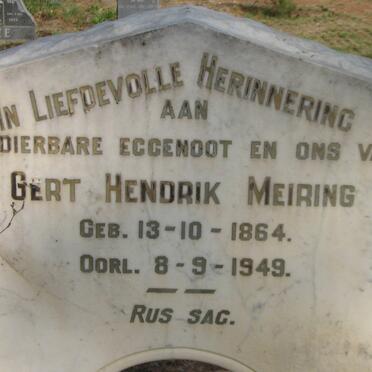 IN LIEFDEVOLLE HERINNERING
AAN
DIERBARE EGGENOOT EN ONS
GERT HENDRIK MEIRING
GEB. 13-10-1864.
OORL. 8-9-1949.
RUS SAG.